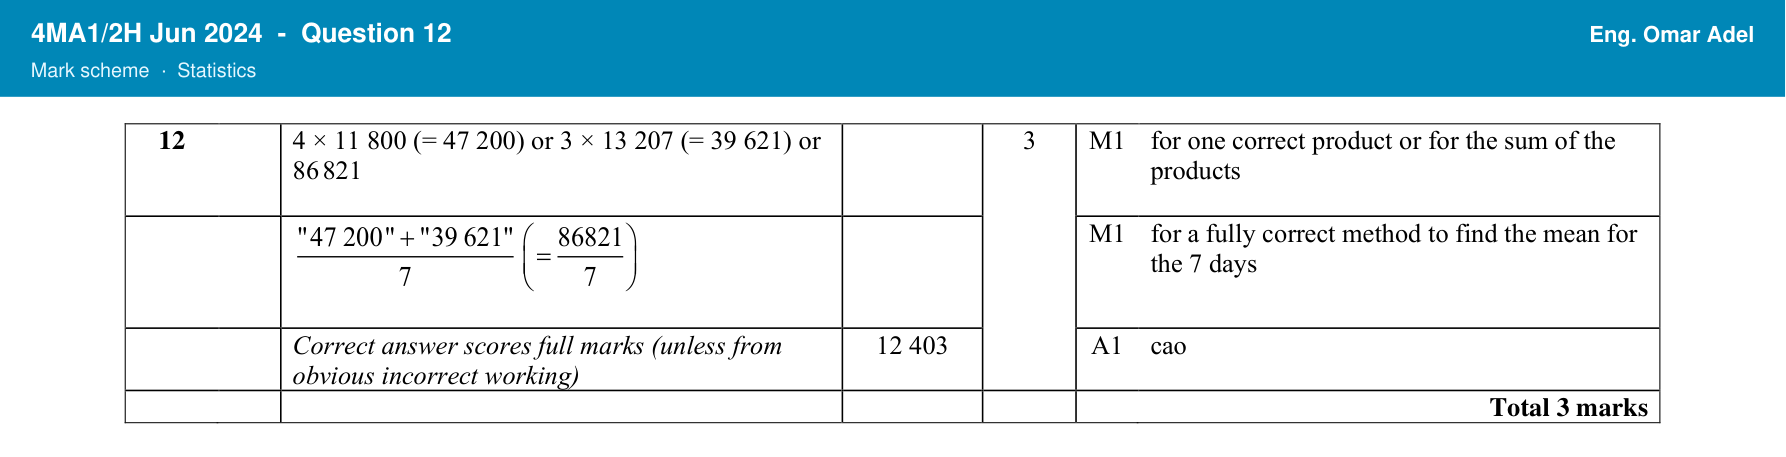 4MA1/2H Jun 2024 - Question 12
Eng. Omar Adel
Mark scheme · Statistics
12
4 × 11 800 (= 47 200) or 3 × 13 207 (= 39 621) or
86 821
3
M1 for one correct product or for the sum of the
products
"47 200" + "39 621" / 7 ( = 86821 / 7 )
M1 for a fully correct method to find the mean for
the 7 days
Correct answer scores full marks (unless from
obvious incorrect working)
12 403
A1 cao
Total 3 marks